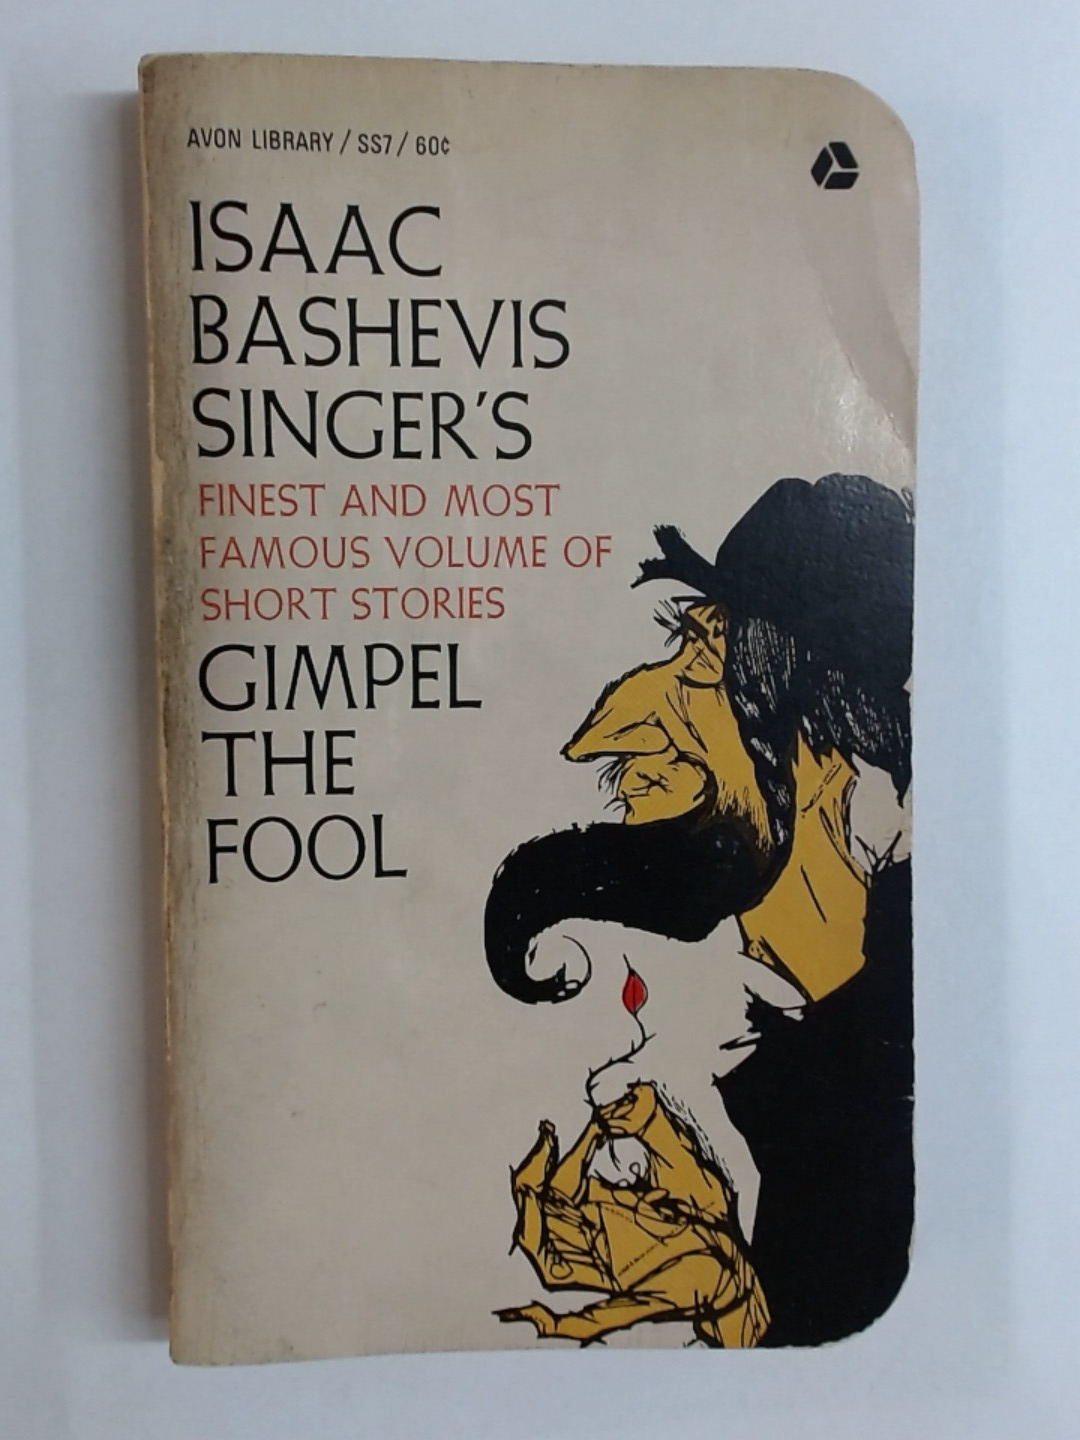 AVON LIBRARY / SS7 / 60¢
ISAAC
BASHEVIS
SINGER'S
FINEST AND MOST
FAMOUS VOLUME OF
SHORT STORIES
GIMPEL
THE
FOOL